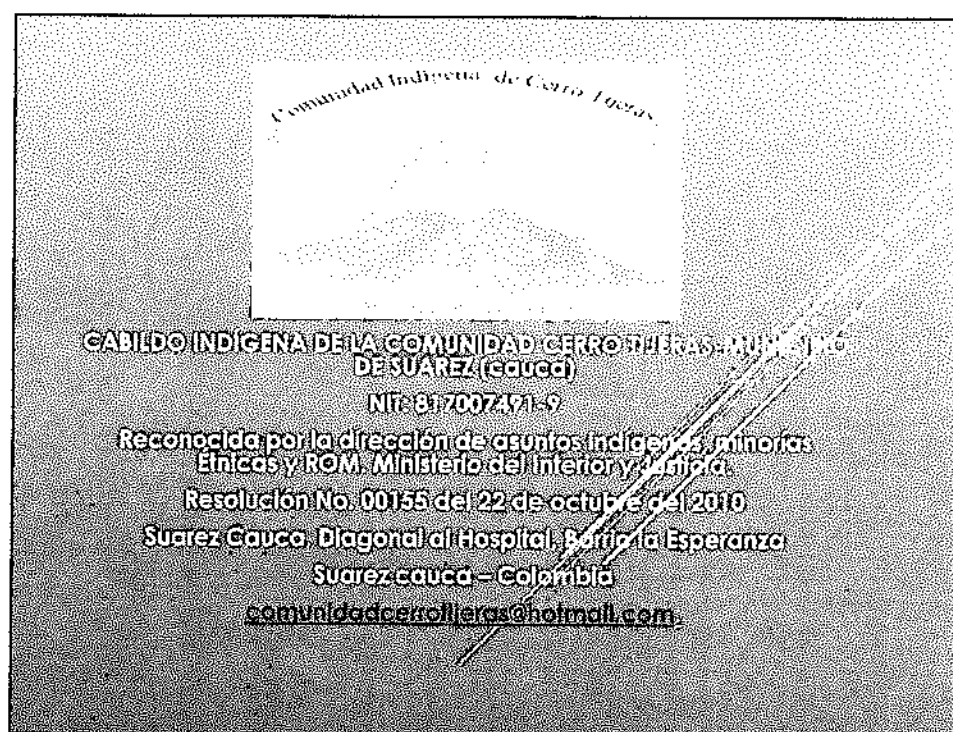 Comunidad Indigena de Cerro Tijeras
CABILDO INDIGENA DE LA COMUNIDAD CERRO TIJERAS. MUNICIPIO
DE SUAREZ (cauca)
NIT: 817007491-9
Reconocida por la dirección de asuntos indígenas, minorías
Étnicas y ROM. Ministerio del Interior y Justicia.
Resolución No. 00155 del 22 de octubre del 2010
Suarez Cauca, Diagonal al Hospital, Barrio la Esperanza
Suarez cauca – Colombia
comunidadcerrotijeras@hotmail.com.